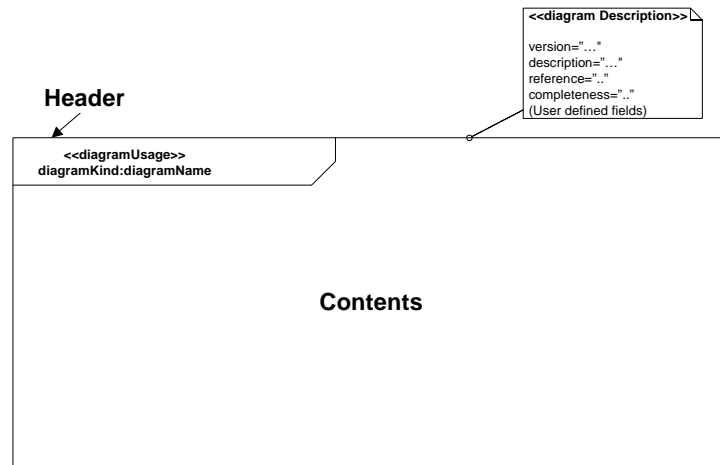 <<diagram Description>>
version="..."
description="..."
reference=".."
completeness=".."
(User defined fields)
Header
<<diagramUsage>>
diagramKind:diagramName
Contents